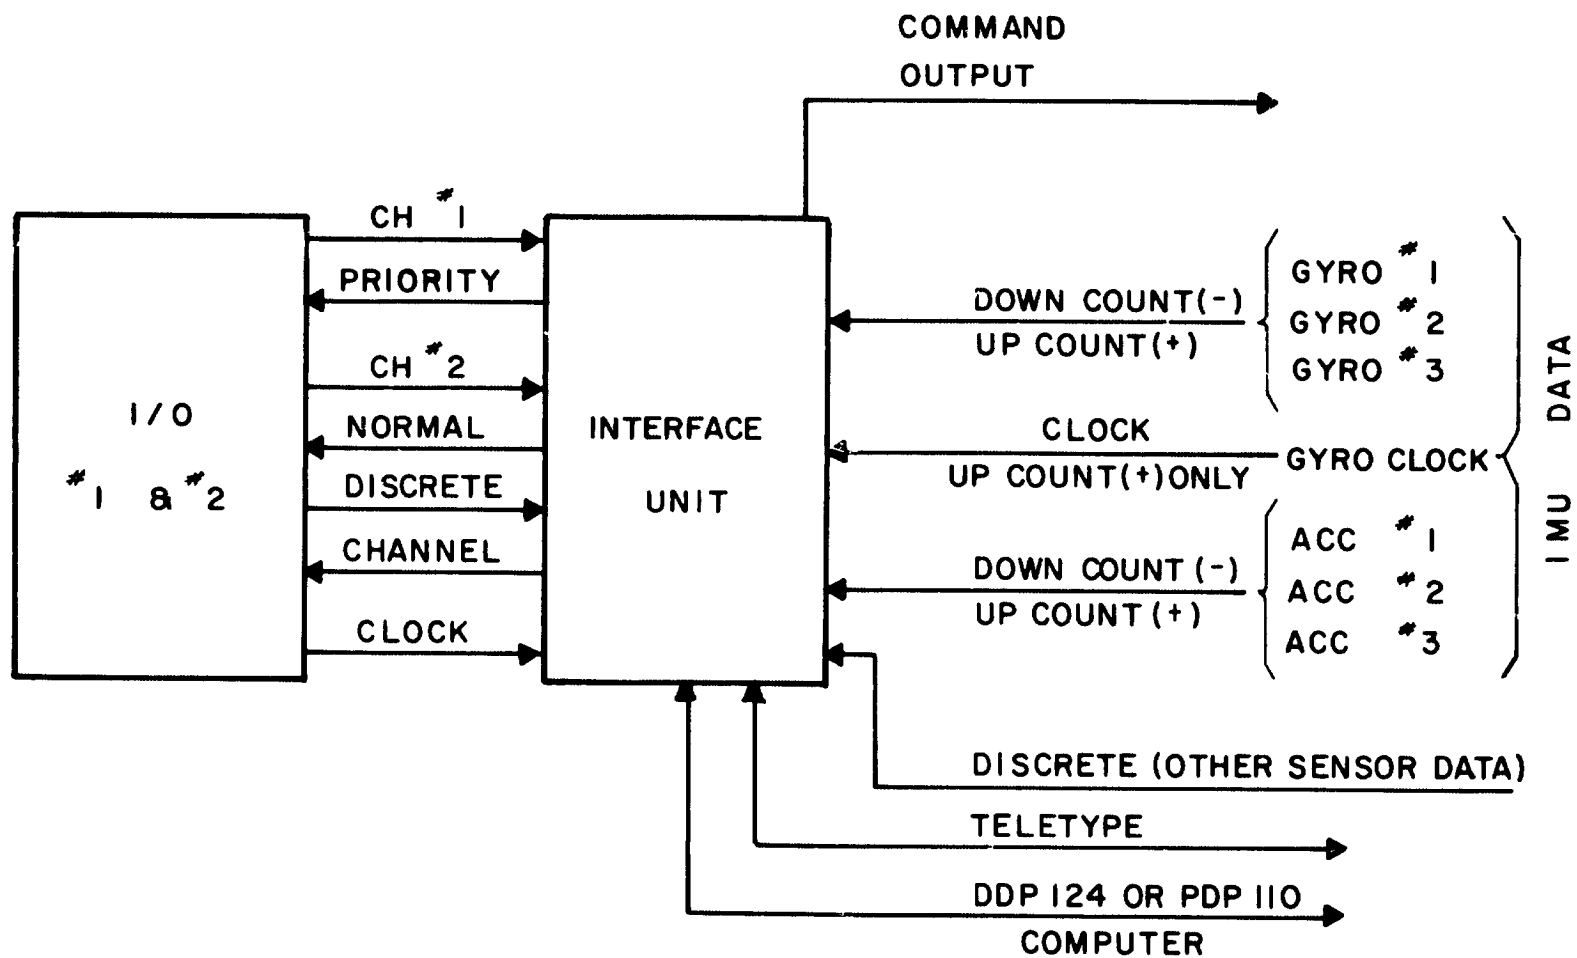 COMMAND
OUTPUT
CH #1
PRIORITY
CH #2
NORMAL
DISCRETE
CHANNEL
CLOCK
I/O
#1 & #2
INTERFACE
UNIT
DOWN COUNT(-)
UP COUNT(+)
GYRO #1
GYRO #2
GYRO #3
CLOCK
UP COUNT(+)ONLY
GYRO CLOCK
DOWN COUNT(-)
UP COUNT(+)
ACC #1
ACC #2
ACC #3
IMU DATA
DISCRETE (OTHER SENSOR DATA)
TELETYPE
DDP 124 OR PDP 110
COMPUTER